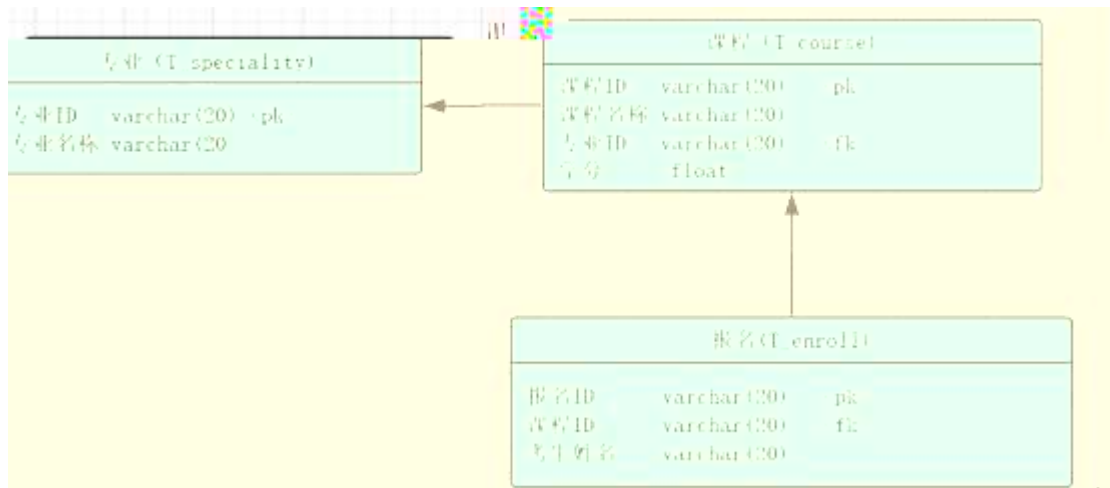 专业 (T_speciality)
专业ID varchar(20) pk
专业名称 varchar(20
课程 (T_course)
课程ID varchar(20) pk
课程名称 varchar(20)
专业ID varchar(20) fk
学分 float
报名(T_enroll)
报名ID varchar(20) pk
课程ID varchar(20) fk
考生姓名 varchar(20)